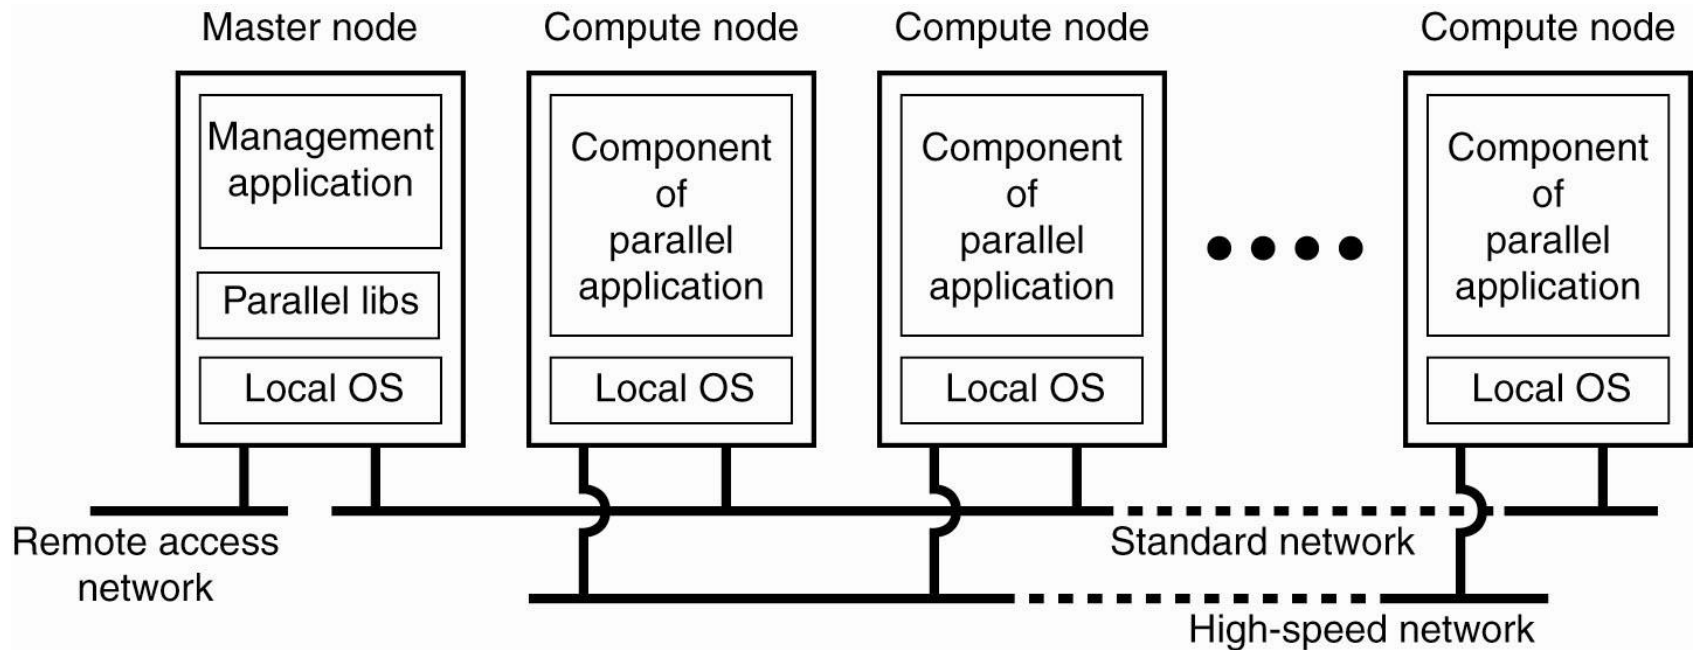 Master node
Compute node
Compute node
Compute node
Management
application
Parallel libs
Local OS
Component
of
parallel
application
Local OS
Component
of
parallel
application
Local OS
Component
of
parallel
application
Local OS
Remote access
network
Standard network
High-speed network